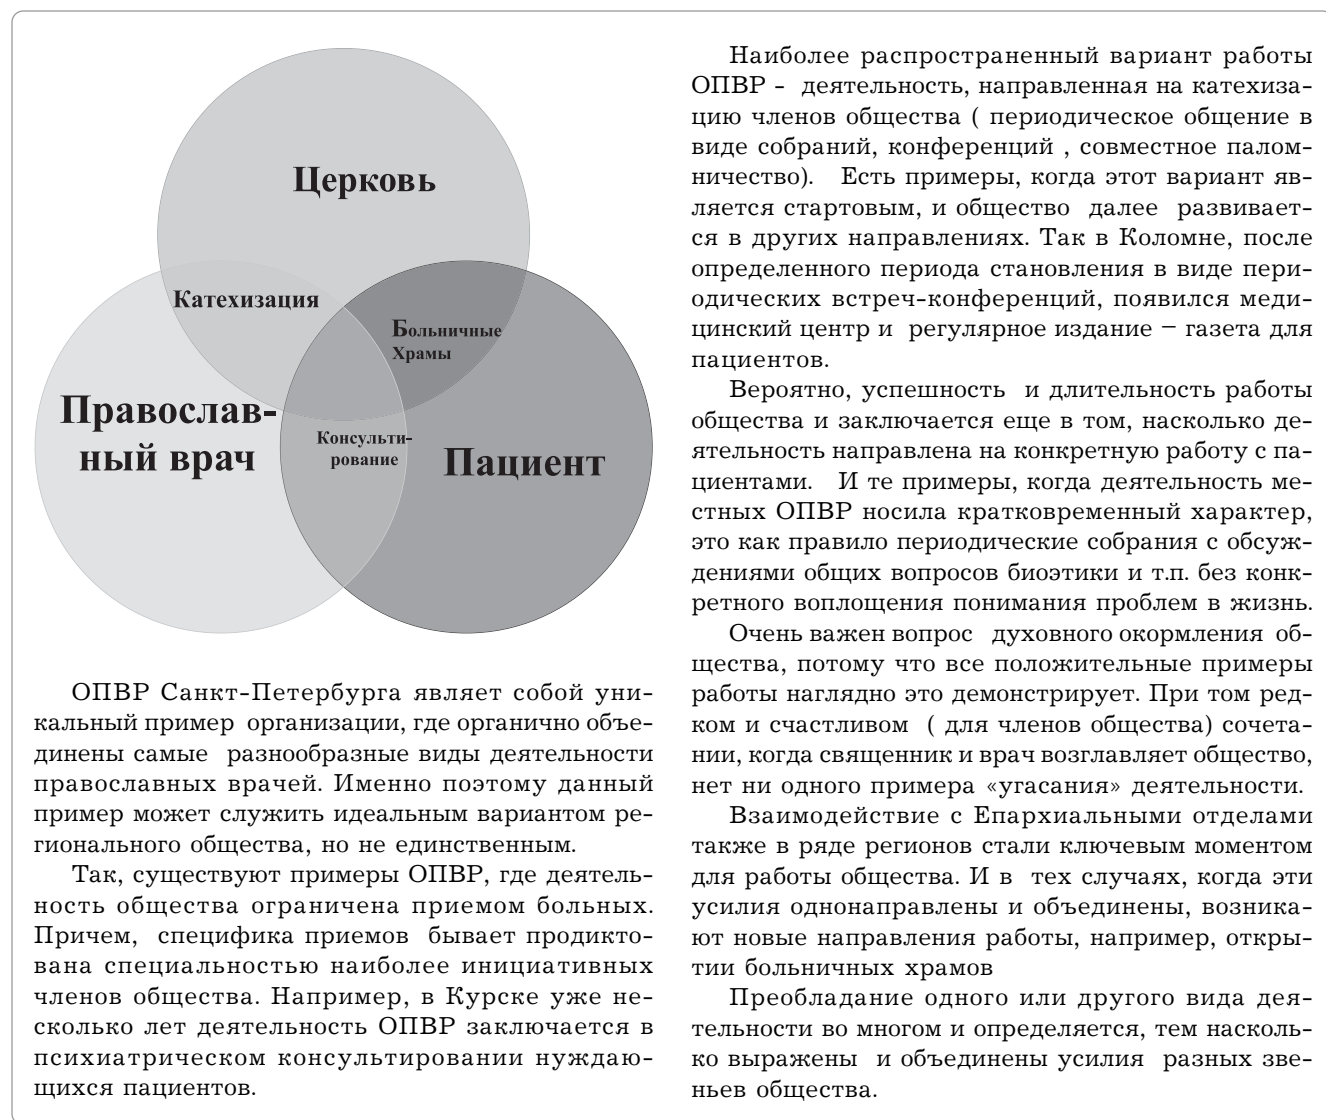 Церковь
Катехизация
Больничные
Храмы
Православ-
ный врач
Консульти-
рование
Пациент
ОПВР Санкт-Петербурга являет собой уни-
кальный пример организации, где органично объе-
динены самые разнообразные виды деятельности
православных врачей. Именно поэтому данный
пример может служить идеальным вариантом ре-
гионального общества, но не единственным.
Так, существуют примеры ОПВР, где деятель-
ность общества ограничена приемом больных.
Причем, специфика приемов бывает продикто-
вана специальностью наиболее инициативных
членов общества. Например, в Курске уже не-
сколько лет деятельность ОПВР заключается в
психиатрическом консультировании нуждаю-
щихся пациентов.
Наиболее распространенный вариант работы
ОПВР - деятельность, направленная на катехиза-
цию членов общества ( периодическое общение в
виде собраний, конференций , совместное палом-
ничество). Есть примеры, когда этот вариант яв-
ляется стартовым, и общество далее развивает-
ся в других направлениях. Так в Коломне, после
определенного периода становления в виде пери-
одических встреч-конференций, появился меди-
цинский центр и регулярное издание – газета для
пациентов.
Вероятно, успешность и длительность работы
общества и заключается еще в том, насколько де-
ятельность направлена на конкретную работу с па-
циентами. И те примеры, когда деятельность ме-
стных ОПВР носила кратковременный характер,
это как правило периодические собрания с обсуж-
дениями общих вопросов биоэтики и т.п. без конк-
ретного воплощения понимания проблем в жизнь.
Очень важен вопрос духовного окормления об-
щества, потому что все положительные примеры
работы наглядно это демонстрирует. При том ред-
ком и счастливом ( для членов общества) сочета-
нии, когда священник и врач возглавляет общество,
нет ни одного примера «угасания» деятельности.
Взаимодействие с Епархиальными отделами
также в ряде регионов стали ключевым моментом
для работы общества. И в тех случаях, когда эти
усилия однонаправлены и объединены, возника-
ют новые направления работы, например, откры-
тии больничных храмов
Преобладание одного или другого вида дея-
тельности во многом и определяется, тем насколь-
ко выражены и объединены усилия разных зве-
ньев общества.